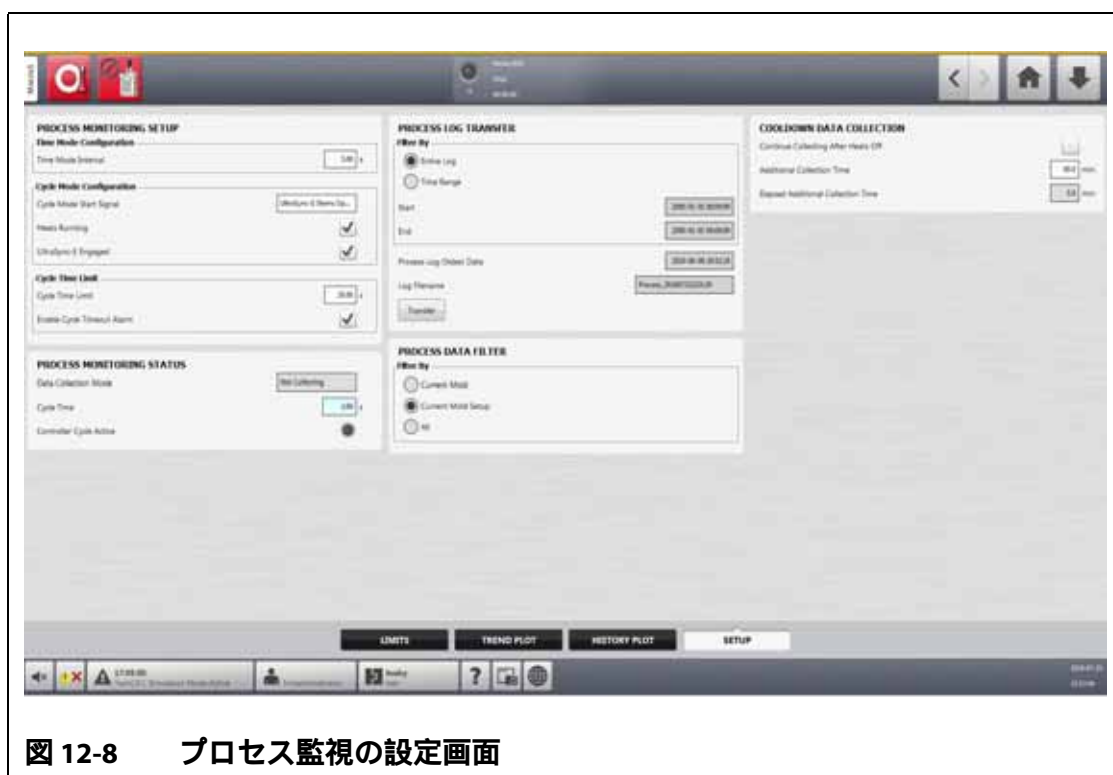 PROCESS MONITORING SETUP
Time Mode Configuration
Time Mode Interval
s
Cycle Mode Configuration
Cycle Mode Start Signal
Heats Running
UltraSync-E Engaged
Cycle Time Limit
Cycle Time Limit
s
Enable Cycle Timeout Alarm
PROCESS MONITORING STATUS
Data Collection Mode
Not Collecting
Cycle Time
s
Controller Cycle Active
PROCESS LOG TRANSFER
Filter By
Entire Log
Time Range
Start
End
Process Log Oldest Date
Log Filename
Transfer
PROCESS DATA FILTER
Filter By
Current Mold
Current Mold Setup
All
COOLDOWN DATA COLLECTION
Continue Collecting After Heats Off
Additional Collection Time
min
Elapsed Additional Collection Time
min
LIMITS
TREND PLOT
HISTORY PLOT
SETUP
?
図 12-8 プロセス監視の設定画面